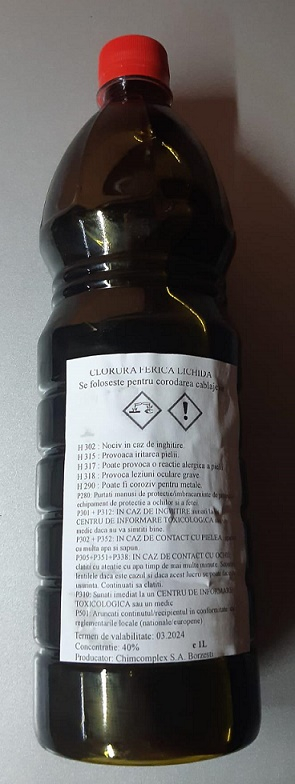 CLORURA FERICA LICHIDA
Se foloseste pentru corodarea cablaje
H 302 : Nociv in caz de inghitire
H 315 : Provoaca iritarea pielii.
H 317 : Poate provoca o reactie alergica a pielii
H 318 : Provoca leziuni oculare grave
H 290 : Poate fi coroziv pentru metale.
P280: Purtati manusi de protectie/imbracaminte de
echipament de protectie a ochilor si a fetei.
P301 + P312: IN CAZ DE INGHITIRE
CENTRU DE INFORMARE TOXICOLOGICA
medic daca nu va simtiti bine.
P302 + P352: IN CAZ DE CONTACT CU PIELEA
cu multa apa si sapun
P305+P351+P338: IN CAZ DE CONTACT CU OCHII
clatiti cu atentie cu apa timp de mai multe minute.
lentilele daca este cazul si daca acest lucru se poate
Continuati sa clatiti
P310: Sunati imediat la un CENTRU DE INFORMARE
TOXICOLOGICA sau un medic
P501: Aruncati continutul/recipientul in conformitate
reglementarile locale (nationale/europene)
Termen de valabilitate: 03.2024
Concentratie: 40% e 1L
Producator: Chimcomplex S.A. Borzesti